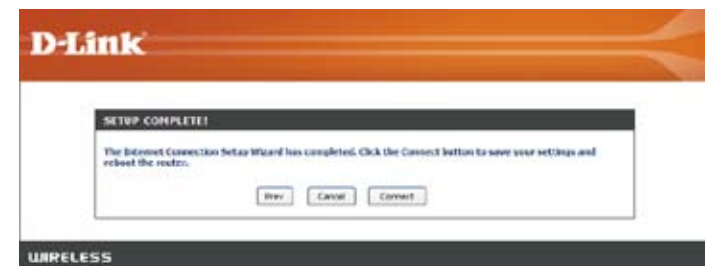 D-Link
SETUP COMPLETE!
The Internet Connection Setup Wizard has completed. Click the Connect button to save your settings and
reboot the router.
Prev Cancel Connect
WIRELESS